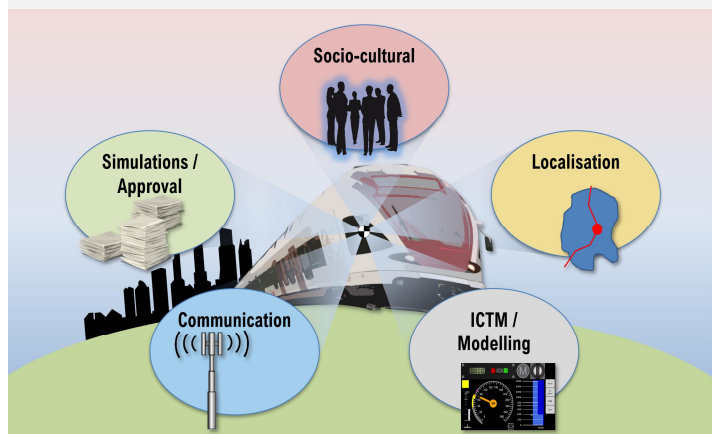 Socio-cultural
Simulations /
Approval
Localisation
Communication
ICTM /
Modelling
M